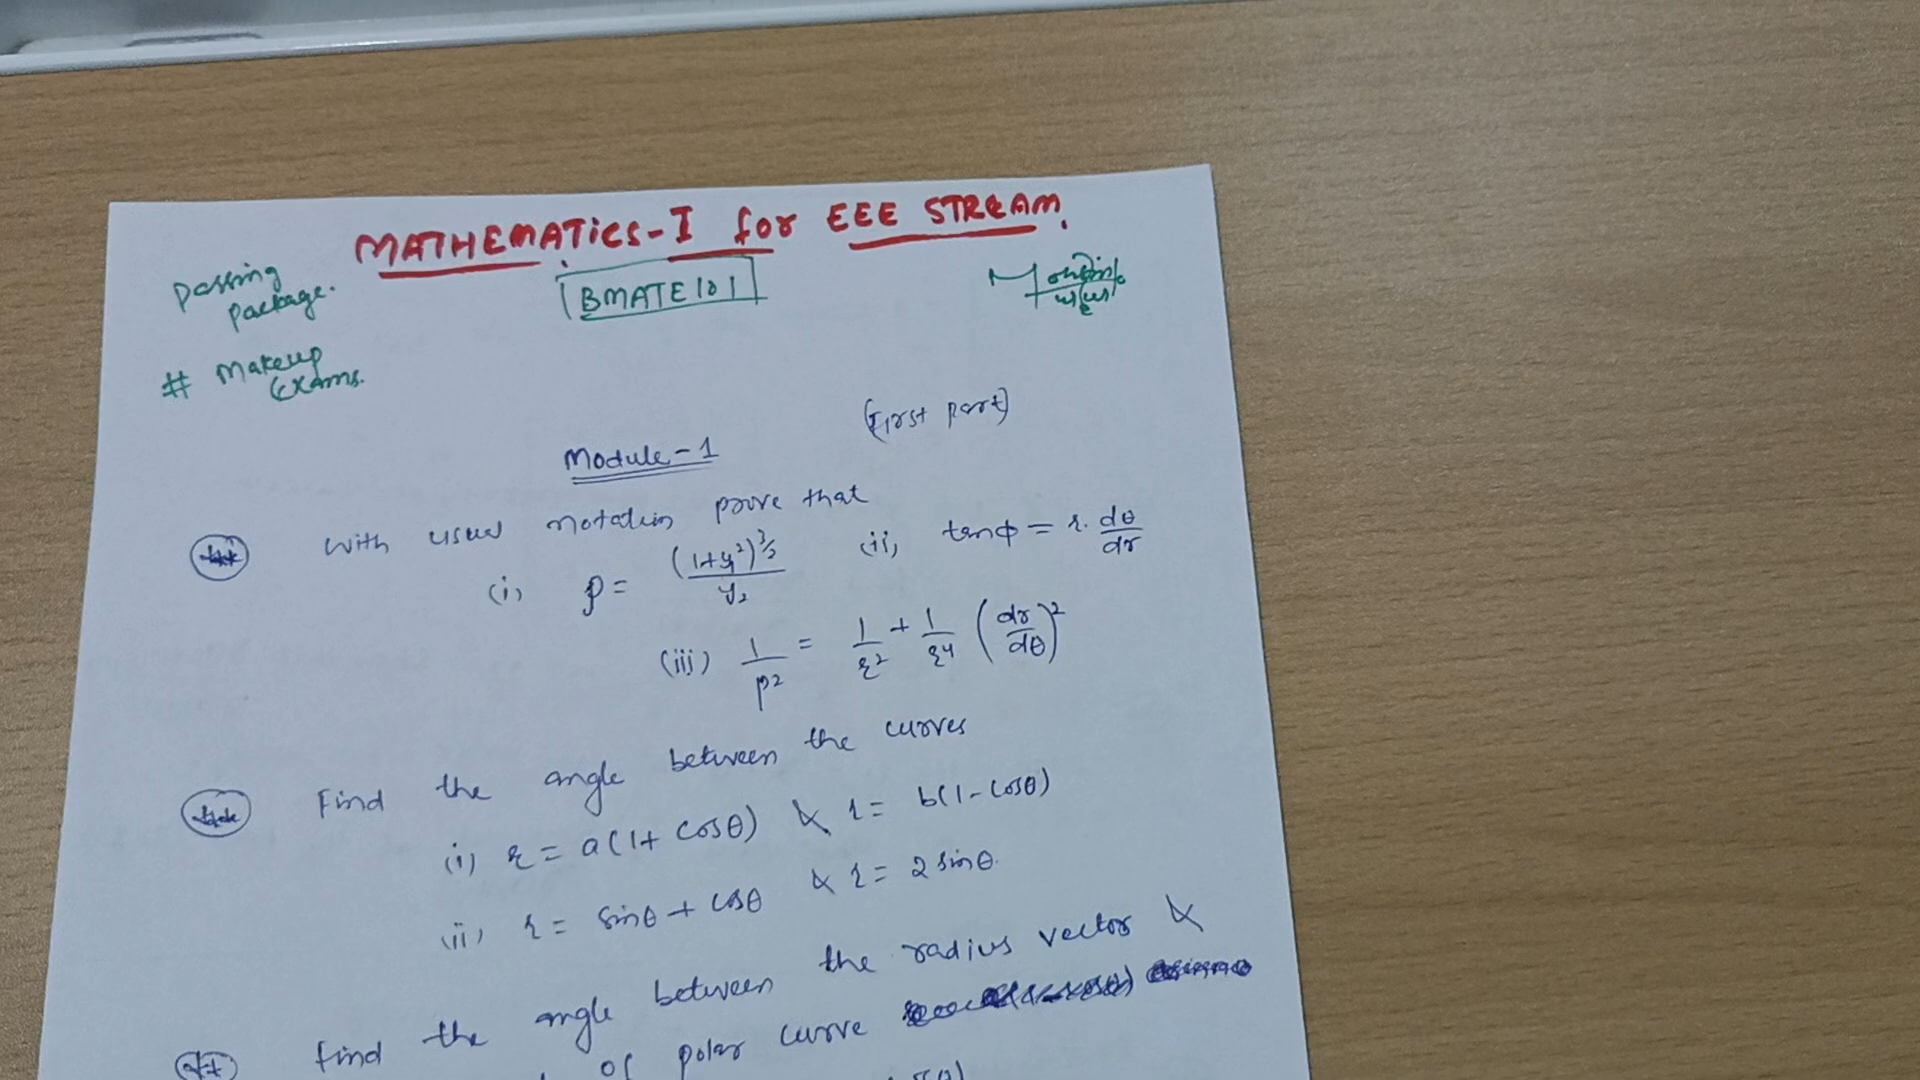 MATHEMATICS-I for EEE STREAM.
Passing package.
BMATE101
# Makeup Exams.
(First part)
Module-1
With usual notation prove that
(i) ρ = (1+y₁²)^3/2 / y₂ (ii) tanφ = r. dθ/dr
(iii) 1/p² = 1/r² + 1/r⁴ (dr/dθ)²
Find the angle between the curves
(i) r = a(1+cosθ) & r = b(1-cosθ)
(ii) r = sinθ + cosθ & r = 2 sinθ.
find the angle between the radius vector &
of polar curve